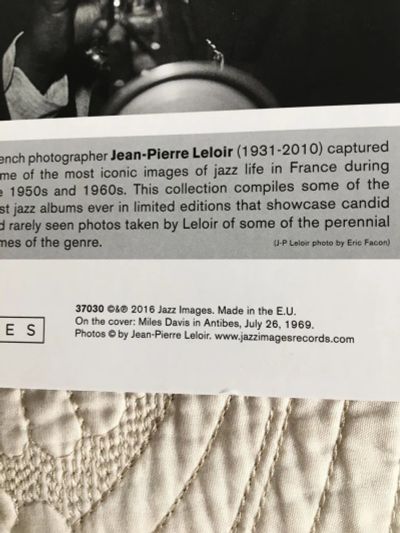 ench photographer Jean-Pierre Leloir (1931-2010) captured
me of the most iconic images of jazz life in France during
e 1950s and 1960s. This collection compiles some of the
st jazz albums ever in limited editions that showcase candid
d rarely seen photos taken by Leloir of some of the perennial
mes of the genre. (J-P Leloir photo by Eric Facon)
37030 ©&℗ 2016 Jazz Images. Made in the E.U.
On the cover: Miles Davis in Antibes, July 26, 1969.
Photos © by Jean-Pierre Leloir. www.jazzimagesrecords.com
E S